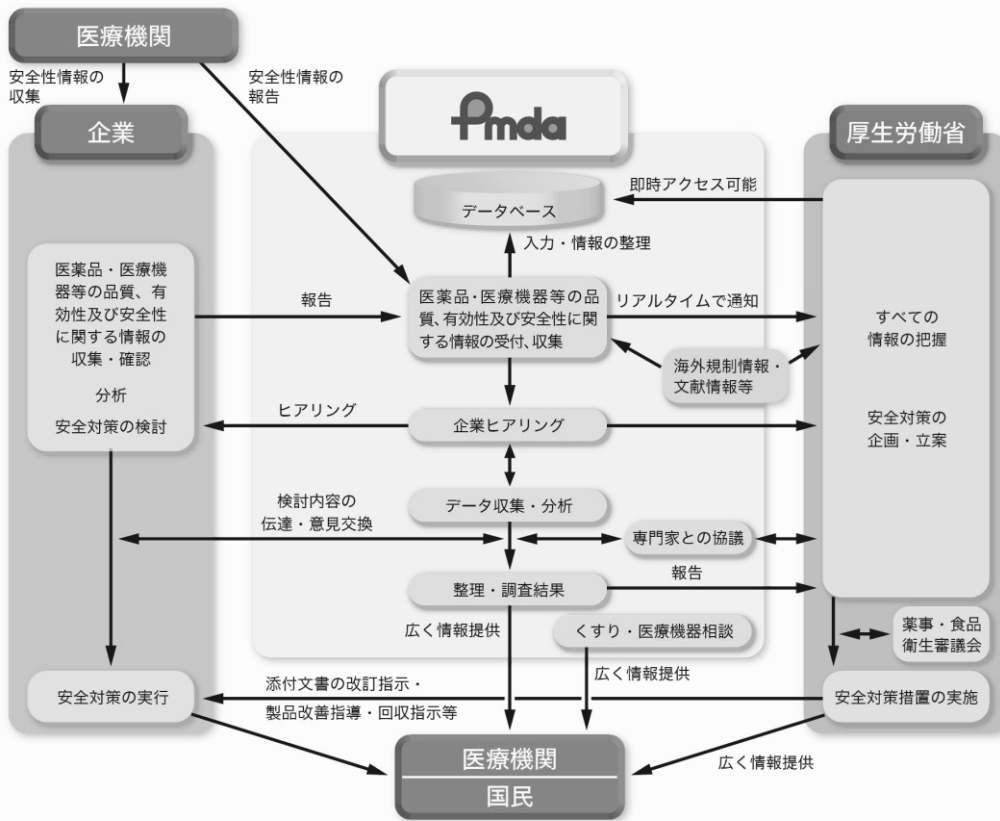 医療機関
安全性情報の
収集
安全性情報の
報告
企業
Pmda
厚生労働省
データベース
即時アクセス可能
入力・情報の整理
医薬品・医療機
器等の品質、有
効性及び安全性
に関する情報の
収集・確認
分析
安全対策の検討
報告
医薬品・医療機器等の品
質、有効性及び安全性に関
する情報の受付、収集
リアルタイムで通知
海外規制情報・
文献情報等
すべての
情報の把握
安全対策の
企画・立案
ヒアリング
企業ヒアリング
データ収集・分析
検討内容の
伝達・意見交換
専門家との協議
整理・調査結果
報告
広く情報提供
くすり・医療機器相談
広く情報提供
薬事・食品
衛生審議会
安全対策の実行
添付文書の改訂指示・
製品改善指導・回収指示等
安全対策措置の実施
広く情報提供
医療機関
国民